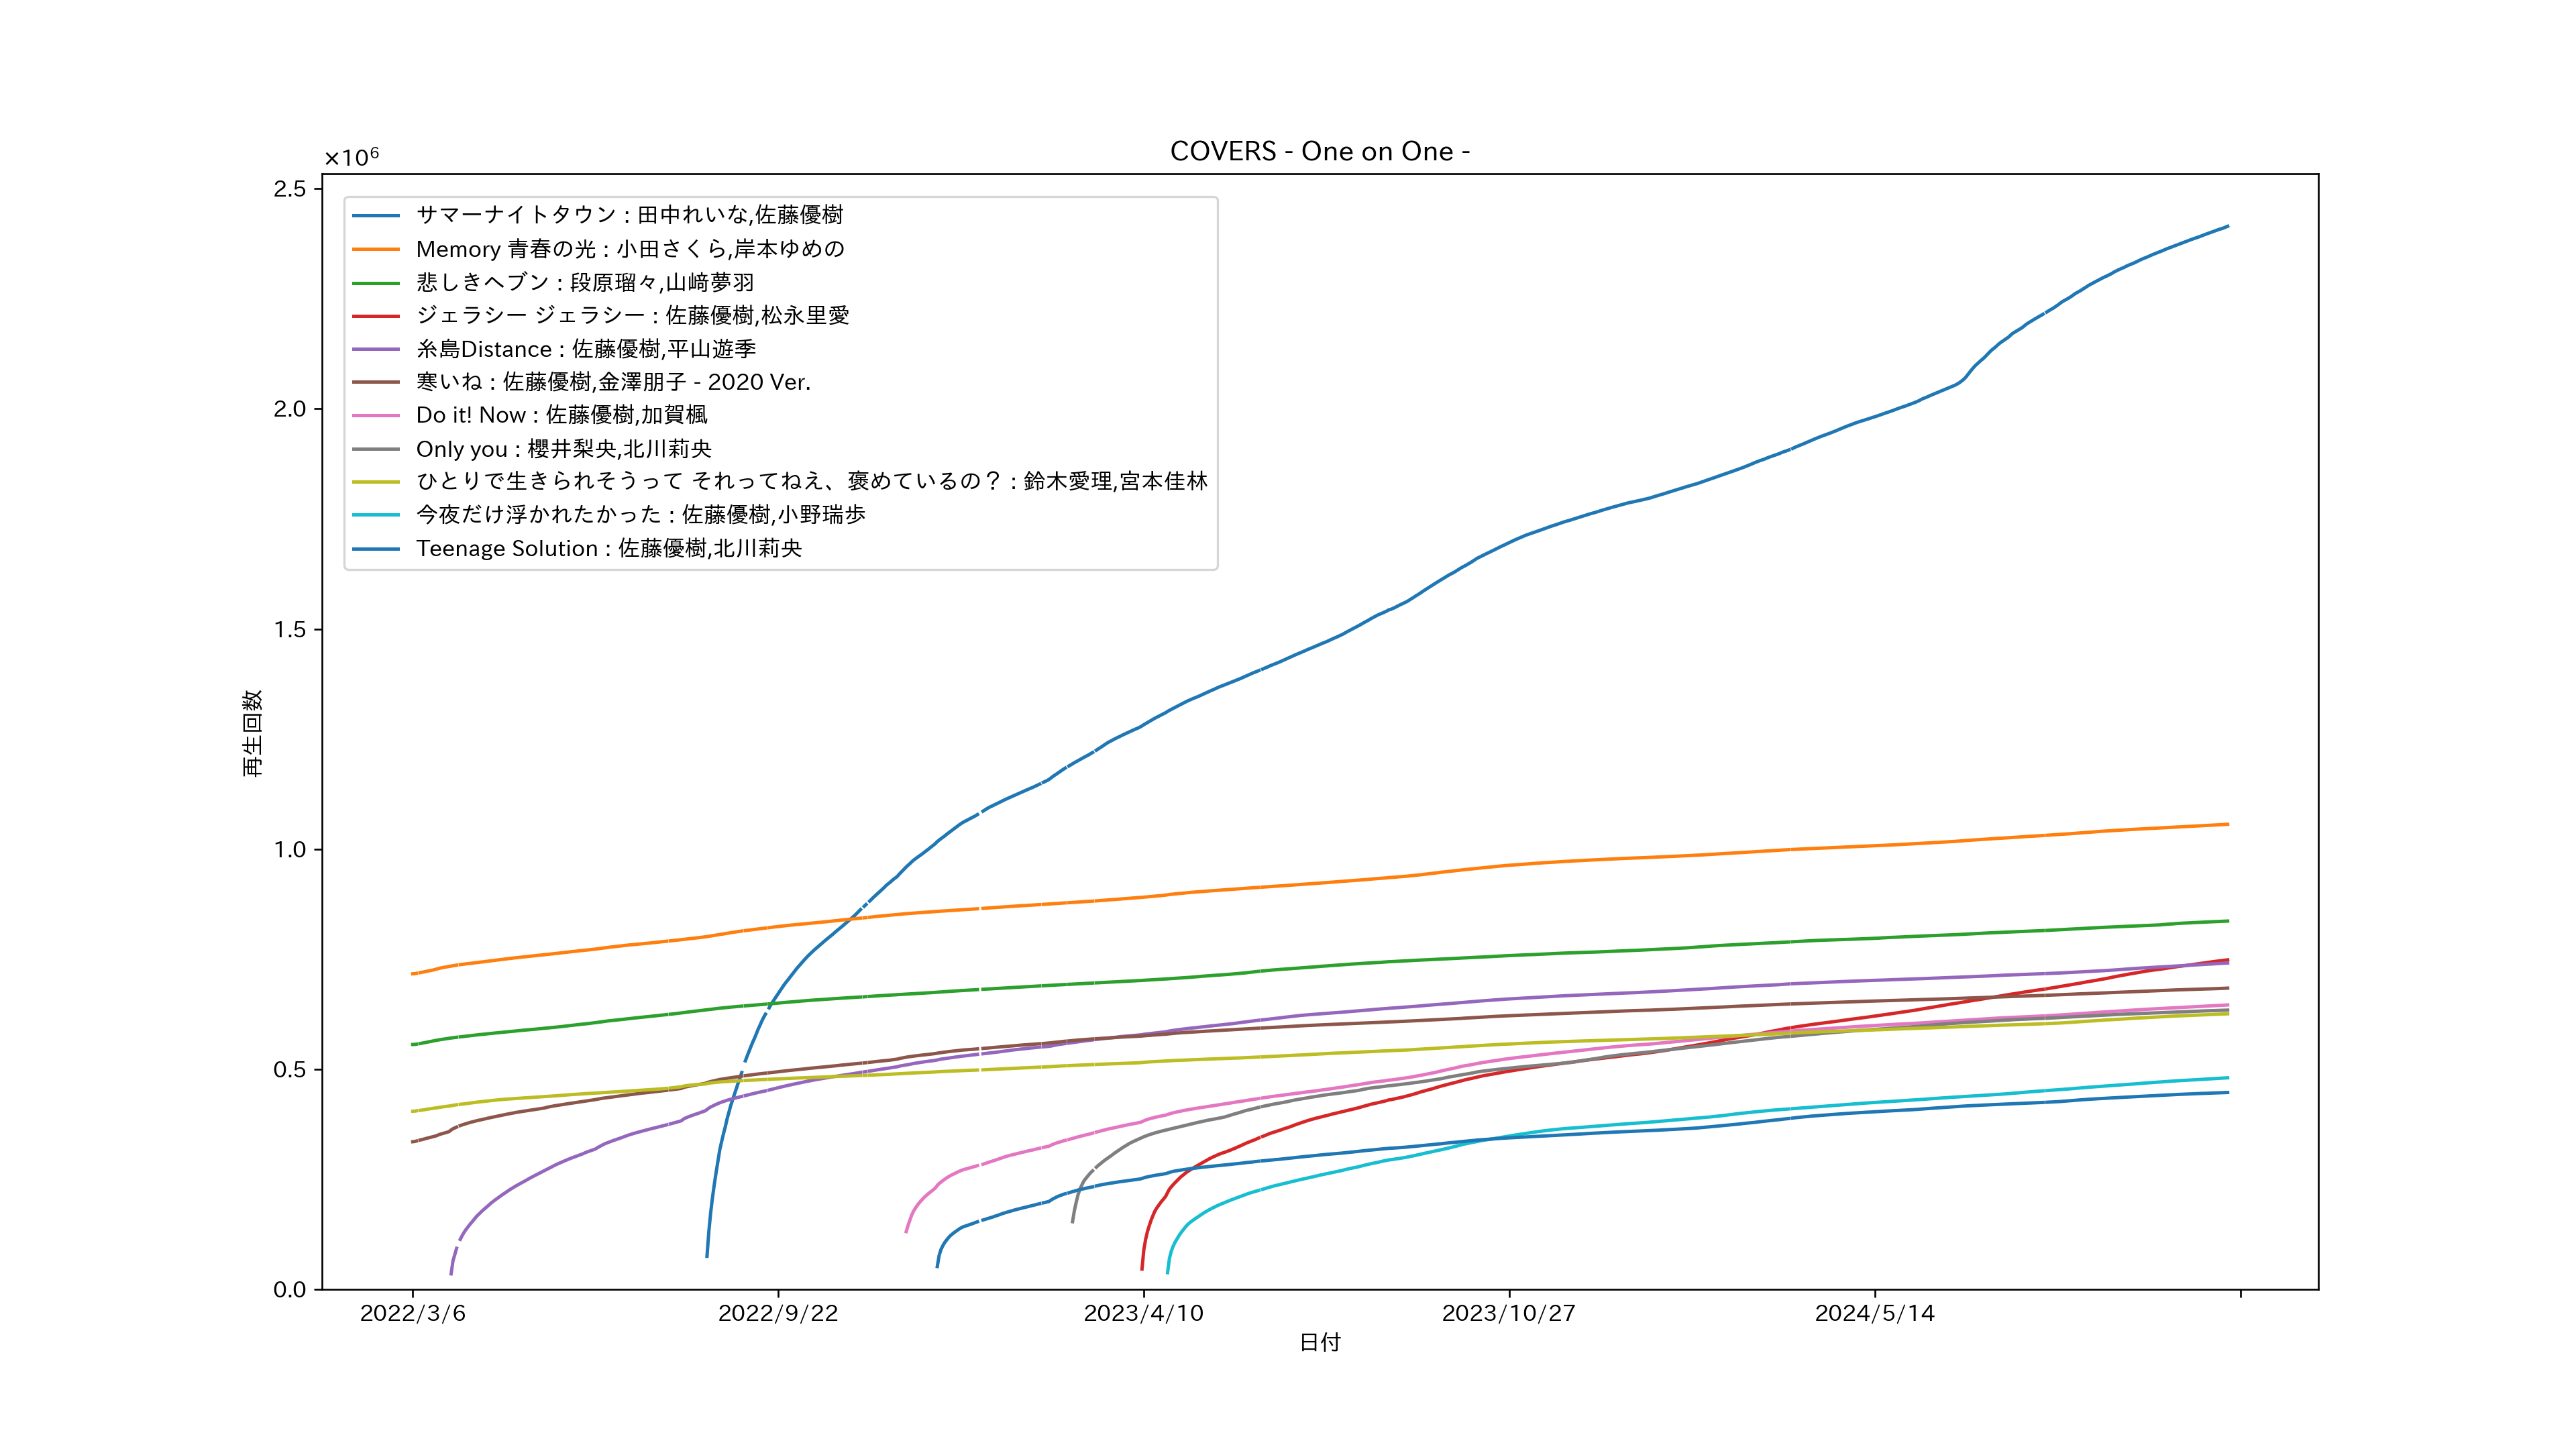 COVERS - One on One -
×10⁶
2.5
2.0
1.5
1.0
0.5
0.0
再生回数
サマーナイトタウン : 田中れいな,佐藤優樹
Memory 青春の光 : 小田さくら,岸本ゆめの
悲しきヘブン : 段原瑠々,山﨑夢羽
ジェラシー ジェラシー : 佐藤優樹,松永里愛
糸島Distance : 佐藤優樹,平山遊季
寒いね : 佐藤優樹,金澤朋子 - 2020 Ver.
Do it! Now : 佐藤優樹,加賀楓
Only you : 櫻井梨央,北川莉央
ひとりで生きられそうって それってねえ、褒めているの？ : 鈴木愛理,宮本佳林
今夜だけ浮かれたかった : 佐藤優樹,小野瑞歩
Teenage Solution : 佐藤優樹,北川莉央
2022/3/6
2022/9/22
2023/4/10
2023/10/27
2024/5/14
日付